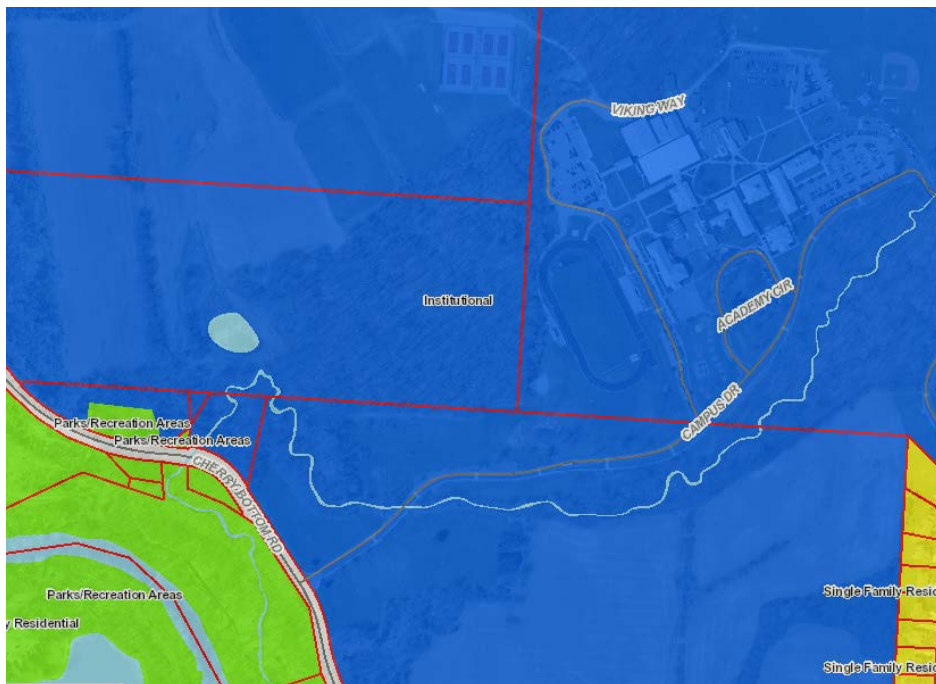 VIKING WAY
Institutional
ACADEMY CIR
CAMPUS DR
Parks/Recreation Areas
Parks/Recreation Areas
CHERRY BOTTOM RD
Parks/Recreation Areas
Single Family Resid
y Residential
Single Family Resid